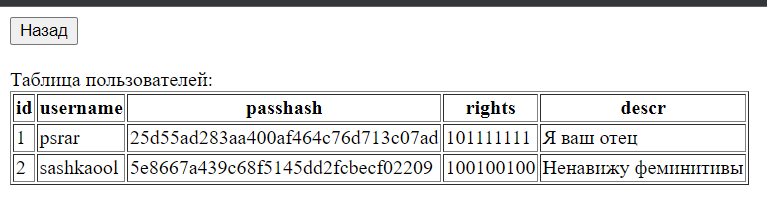 Назад
Таблица пользователей:
id username passhash rights descr
1 psrar 25d55ad283aa400af464c76d713c07ad 101111111 Я ваш отец
2 sashkaool 5e8667a439c68f5145dd2fcbecf02209 100100100 Ненавижу феминитивы